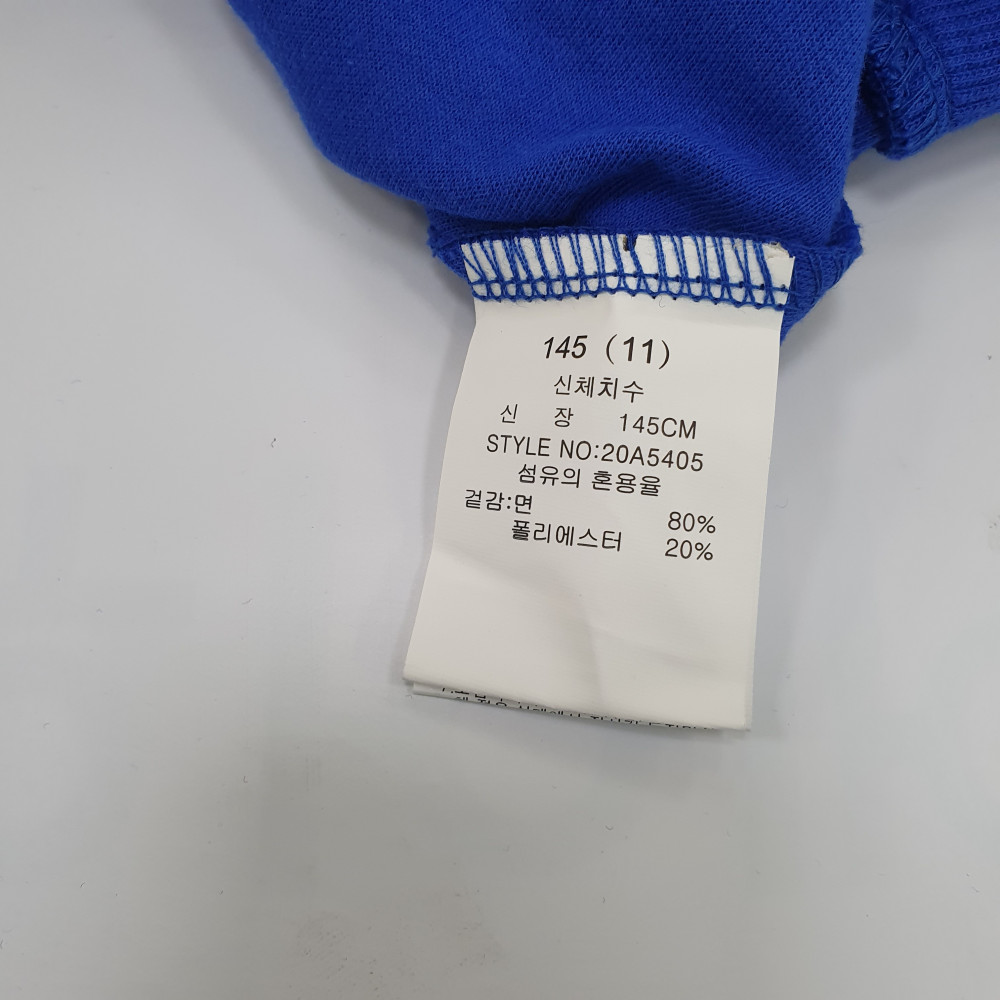 145 (11)
신체치수
신 장 145CM
STYLE NO:20A5405
섬유의 혼용율
겉감:면 80%
폴리에스터 20%